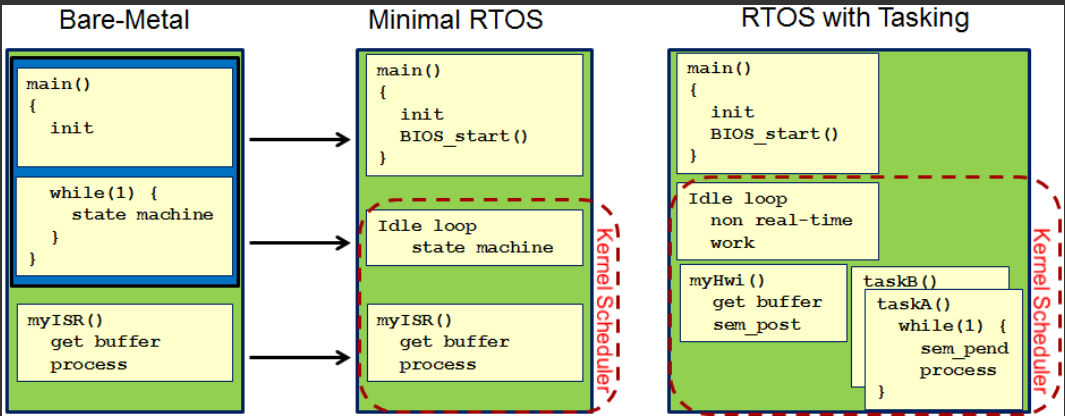 Bare-Metal
main()
{
init
while(1) {
state machine
}
}
myISR()
get buffer
process
Minimal RTOS
main()
{
init
BIOS_start()
}
Idle loop
state machine
myISR()
get buffer
process
Kernel Scheduler
RTOS with Tasking
main()
{
init
BIOS_start()
}
Idle loop
non real-time
work
myHwi()
get buffer
sem_post
taskB()
taskA()
while(1) {
sem_pend
process
}
Kernel Scheduler